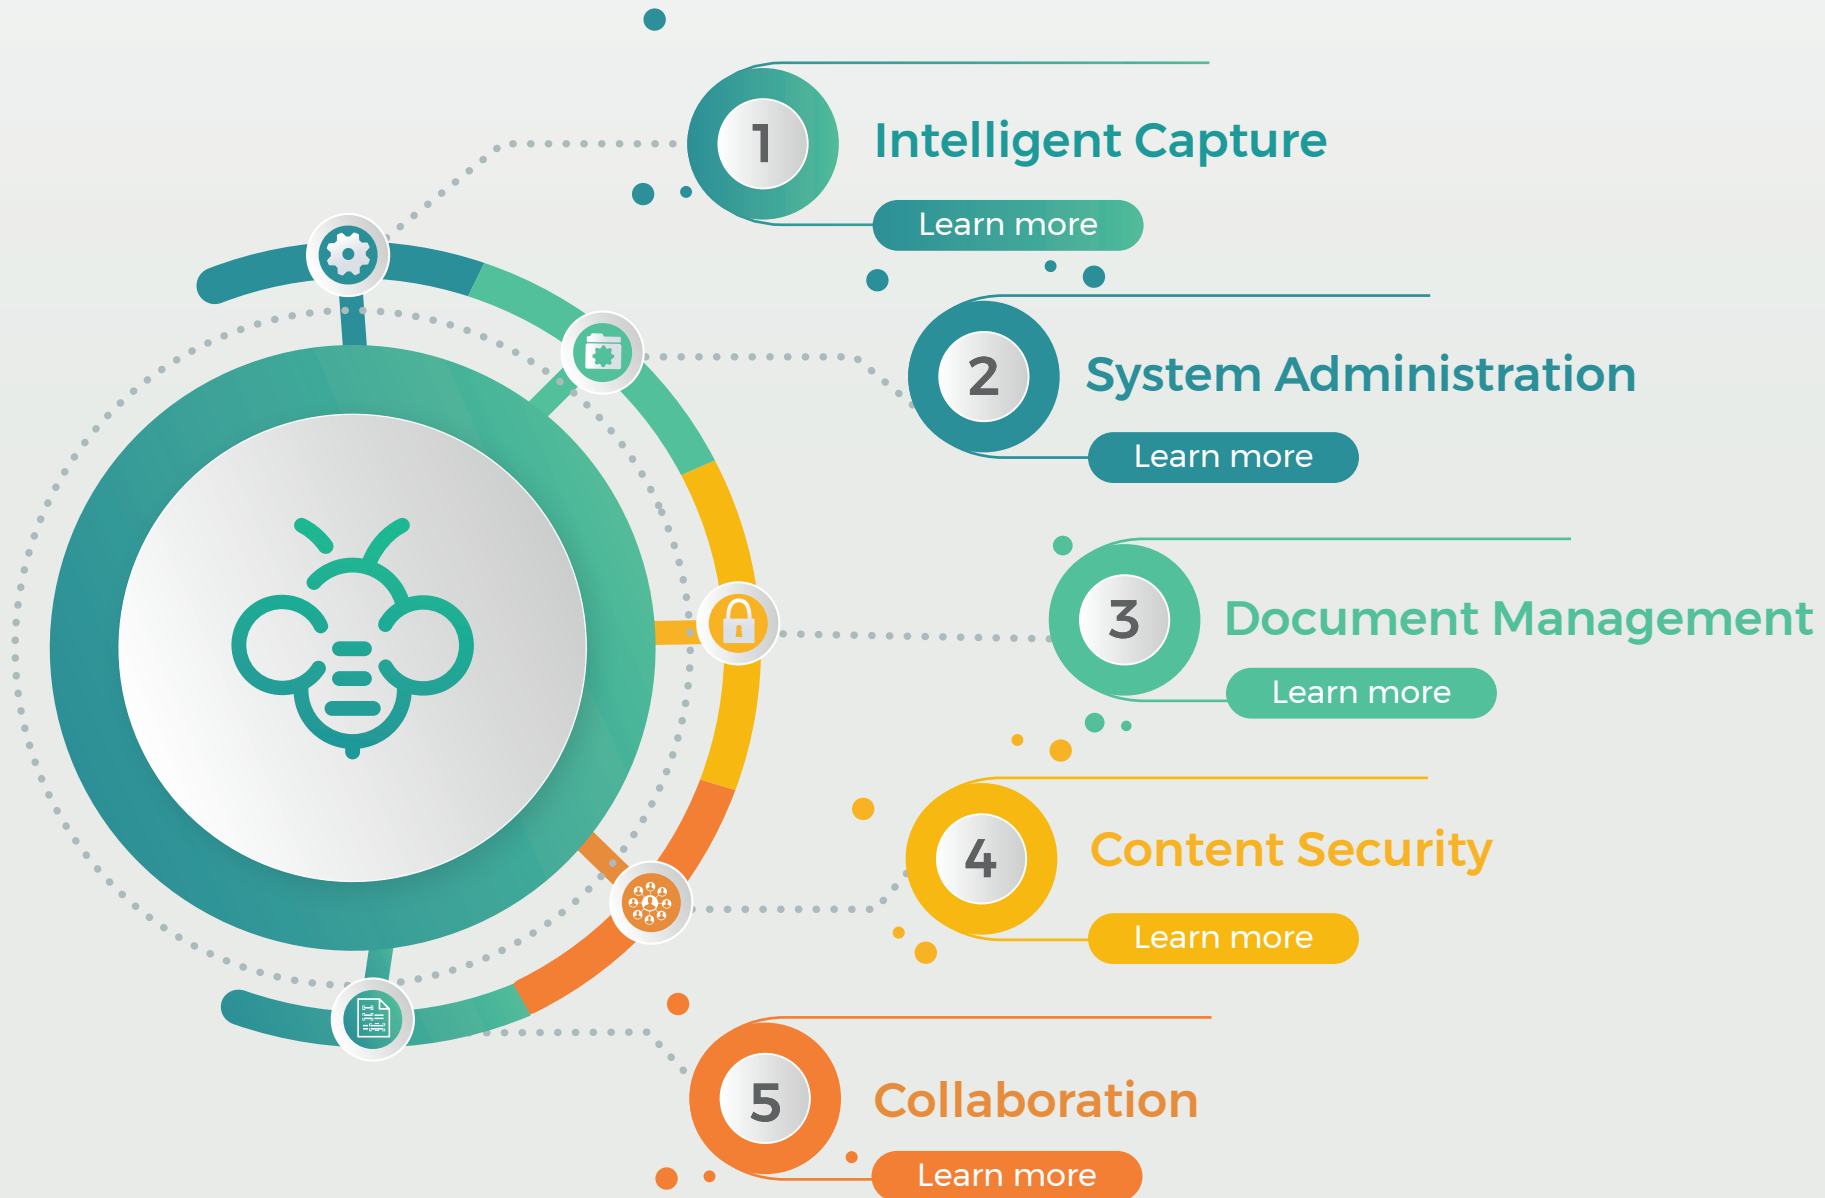 1
Intelligent Capture
Learn more
2
System Administration
Learn more
3
Document Management
Learn more
4
Content Security
Learn more
5
Collaboration
Learn more